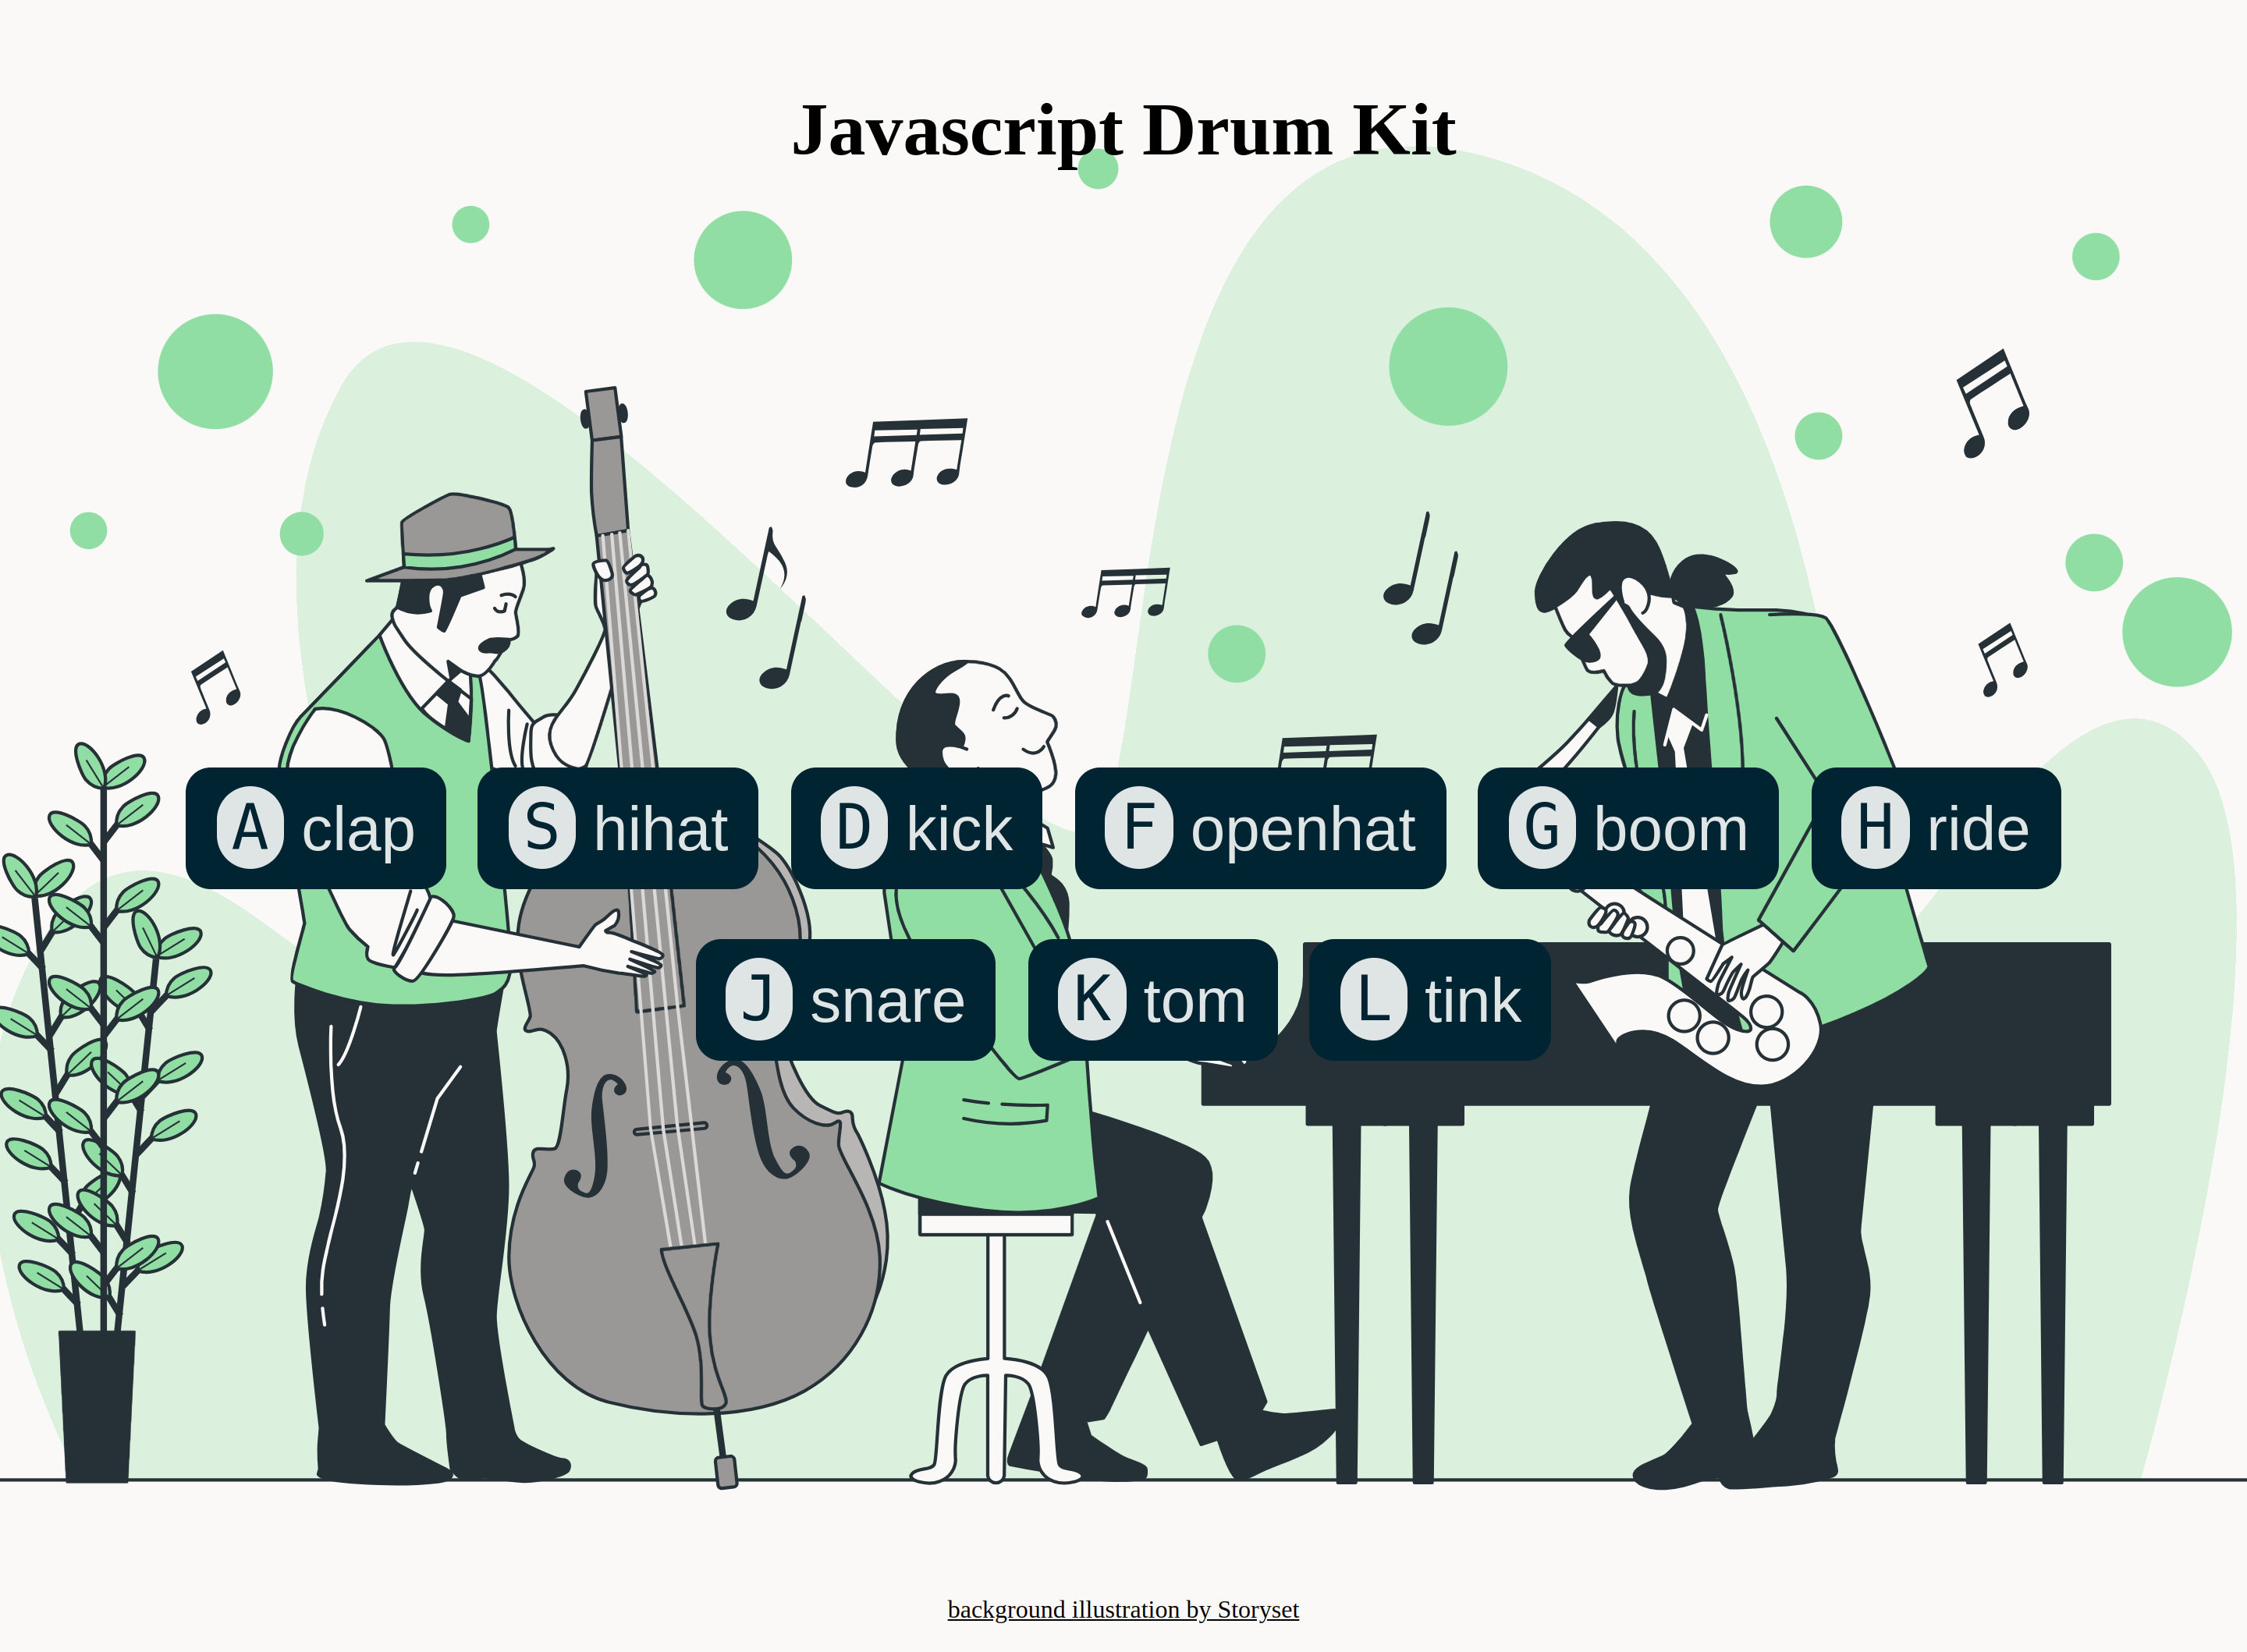 Javascript Drum Kit
A clap S hihat D kick F openhat G boom H ride
J snare K tom L tink
background illustration by Storyset